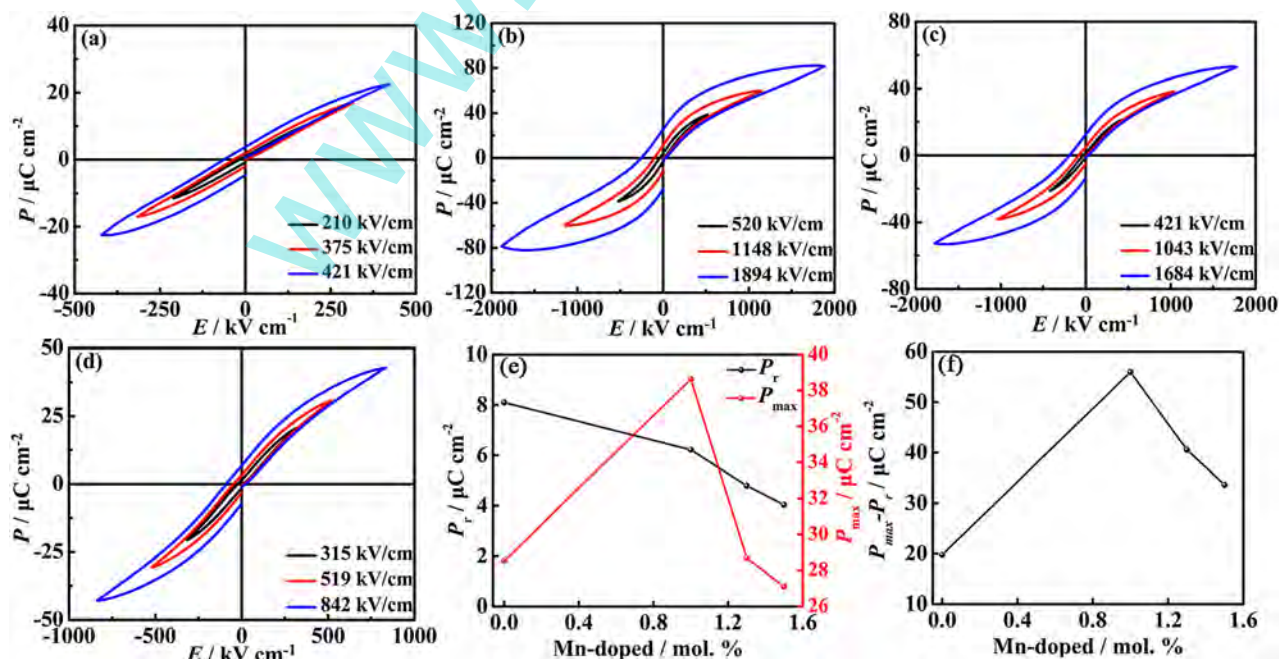 (a)
40
20
0
-20
-40
-500
-250
0
250
500
P / μC cm⁻²
E / kV cm⁻¹
210 kV/cm
375 kV/cm
421 kV/cm
(b)
120
80
40
0
-40
-80
-120
-2000
-1000
0
1000
2000
P / μC cm⁻²
E / kV cm⁻¹
520 kV/cm
1148 kV/cm
1894 kV/cm
(c)
80
40
0
-40
-80
-2000
-1000
0
1000
2000
P / μC cm⁻²
E / kV cm⁻¹
421 kV/cm
1043 kV/cm
1684 kV/cm
(d)
50
25
0
-25
-50
-1000
-500
0
500
1000
P / μC cm⁻²
E / kV cm⁻¹
315 kV/cm
519 kV/cm
842 kV/cm
(e)
10
8
6
4
2
0
0.0
0.4
0.8
1.2
1.6
40
38
36
34
32
30
28
26
Pr / μC cm⁻²
Pmax / μC cm⁻²
Mn-doped / mol. %
Pr
Pmax
(f)
60
50
40
30
20
10
0.0
0.4
0.8
1.2
1.6
Pmax-Pr / μC cm⁻²
Mn-doped / mol. %